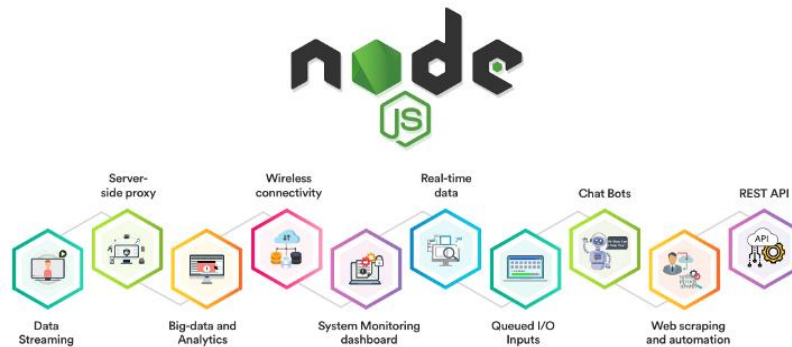 node
JS
Server-
side proxy
Wireless
connectivity
Real-time
data
Chat Bots
REST API
API
Data
Streaming
Big-data and
Analytics
System Monitoring
dashboard
Queued I/O
Inputs
Web scraping
and automation